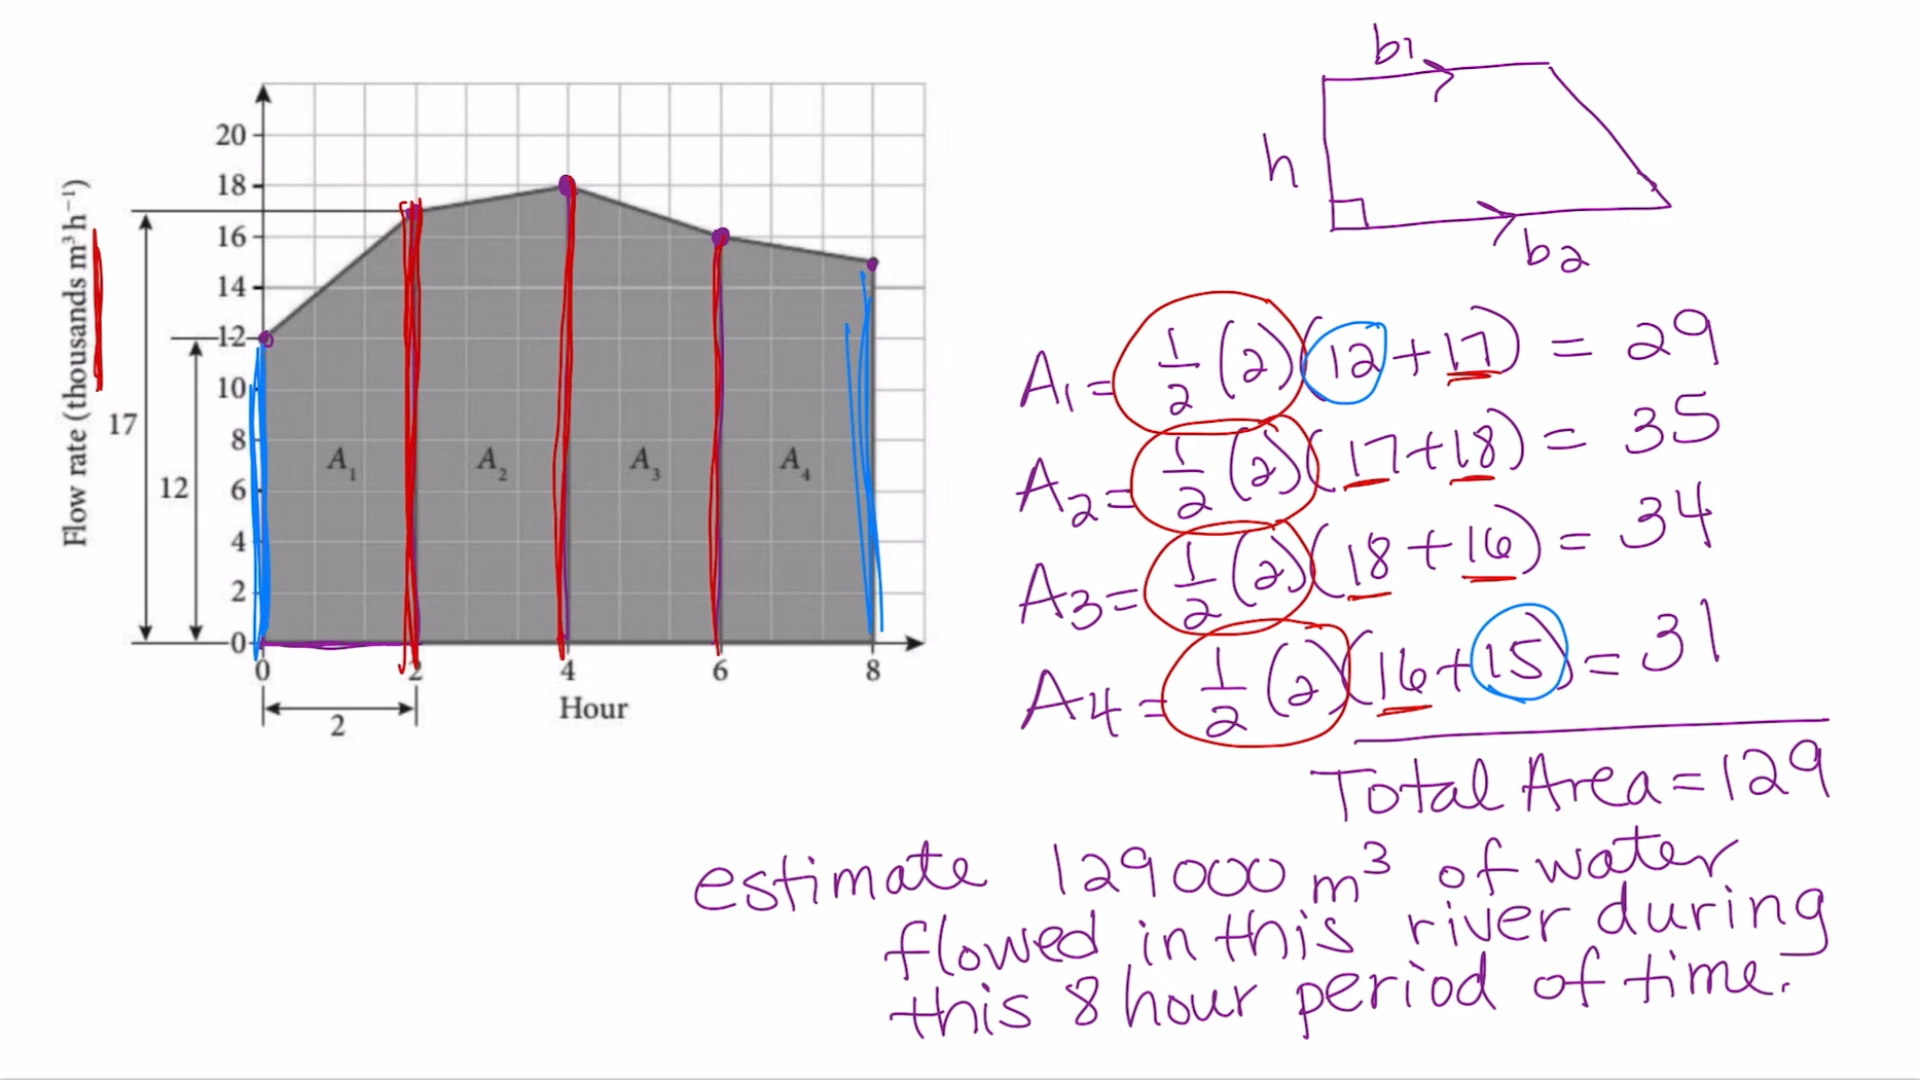 b1
h
b2
20
18
16
14
12
10
8
6
4
2
0
Flow rate (thousands m³h⁻¹)
17
12
A₁ A₂ A₃ A₄
0 2 4 6 8
2
Hour
A1 = 1/2 (2)(12+17) = 29
A2 = 1/2 (2)(17+18) = 35
A3 = 1/2 (2)(18+16) = 34
A4 = 1/2 (2)(16+15) = 31
Total Area = 129
estimate 129000 m³ of water
flowed in this river during
this 8 hour period of time.